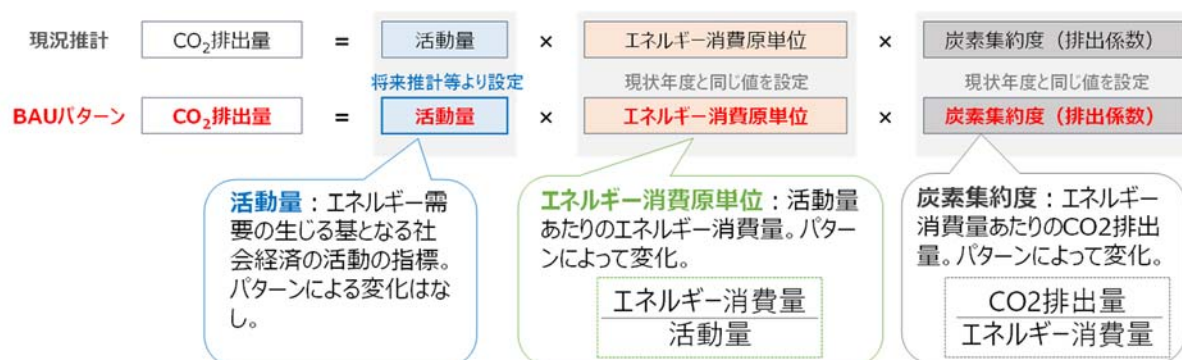 現況推計 CO₂排出量 = 活動量 × エネルギー消費原単位 × 炭素集約度（排出係数）
将来推計等より設定 現状年度と同じ値を設定 現状年度と同じ値を設定
BAUパターン CO₂排出量 = 活動量 × エネルギー消費原単位 × 炭素集約度（排出係数）
活動量：エネルギー需
要の生じる基となる社
会経済の活動の指標。
パターンによる変化はな
し。
エネルギー消費原単位：活動量
あたりのエネルギー消費量。パター
ンによって変化。
エネルギー消費量
活動量
炭素集約度：エネルギー
消費量あたりのCO2排出
量。パターンによって変化。
CO2排出量
エネルギー消費量